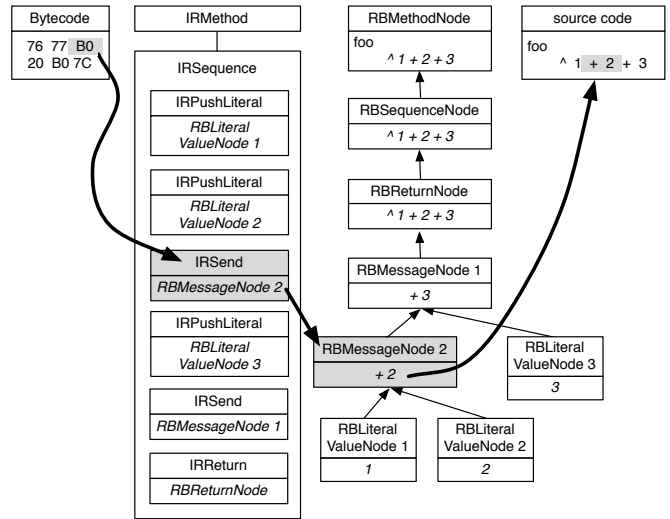 Bytecode
76 77 B0
20 B0 7C
IRMethod
IRSequence
IRPushLiteral
RBLiteral
ValueNode 1
IRPushLiteral
RBLiteral
ValueNode 2
IRSend
RBMessageNode 2
IRPushLiteral
RBLiteral
ValueNode 3
IRSend
RBMessageNode 1
IRReturn
RBReturnNode
RBMethodNode
foo
^ 1 + 2 + 3
RBSequenceNode
^ 1 + 2 + 3
RBReturnNode
^ 1 + 2 + 3
RBMessageNode 1
+ 3
RBMessageNode 2
+ 2
RBLiteral
ValueNode 3
3
RBLiteral
ValueNode 1
1
RBLiteral
ValueNode 2
2
source code
foo
^ 1 + 2 + 3